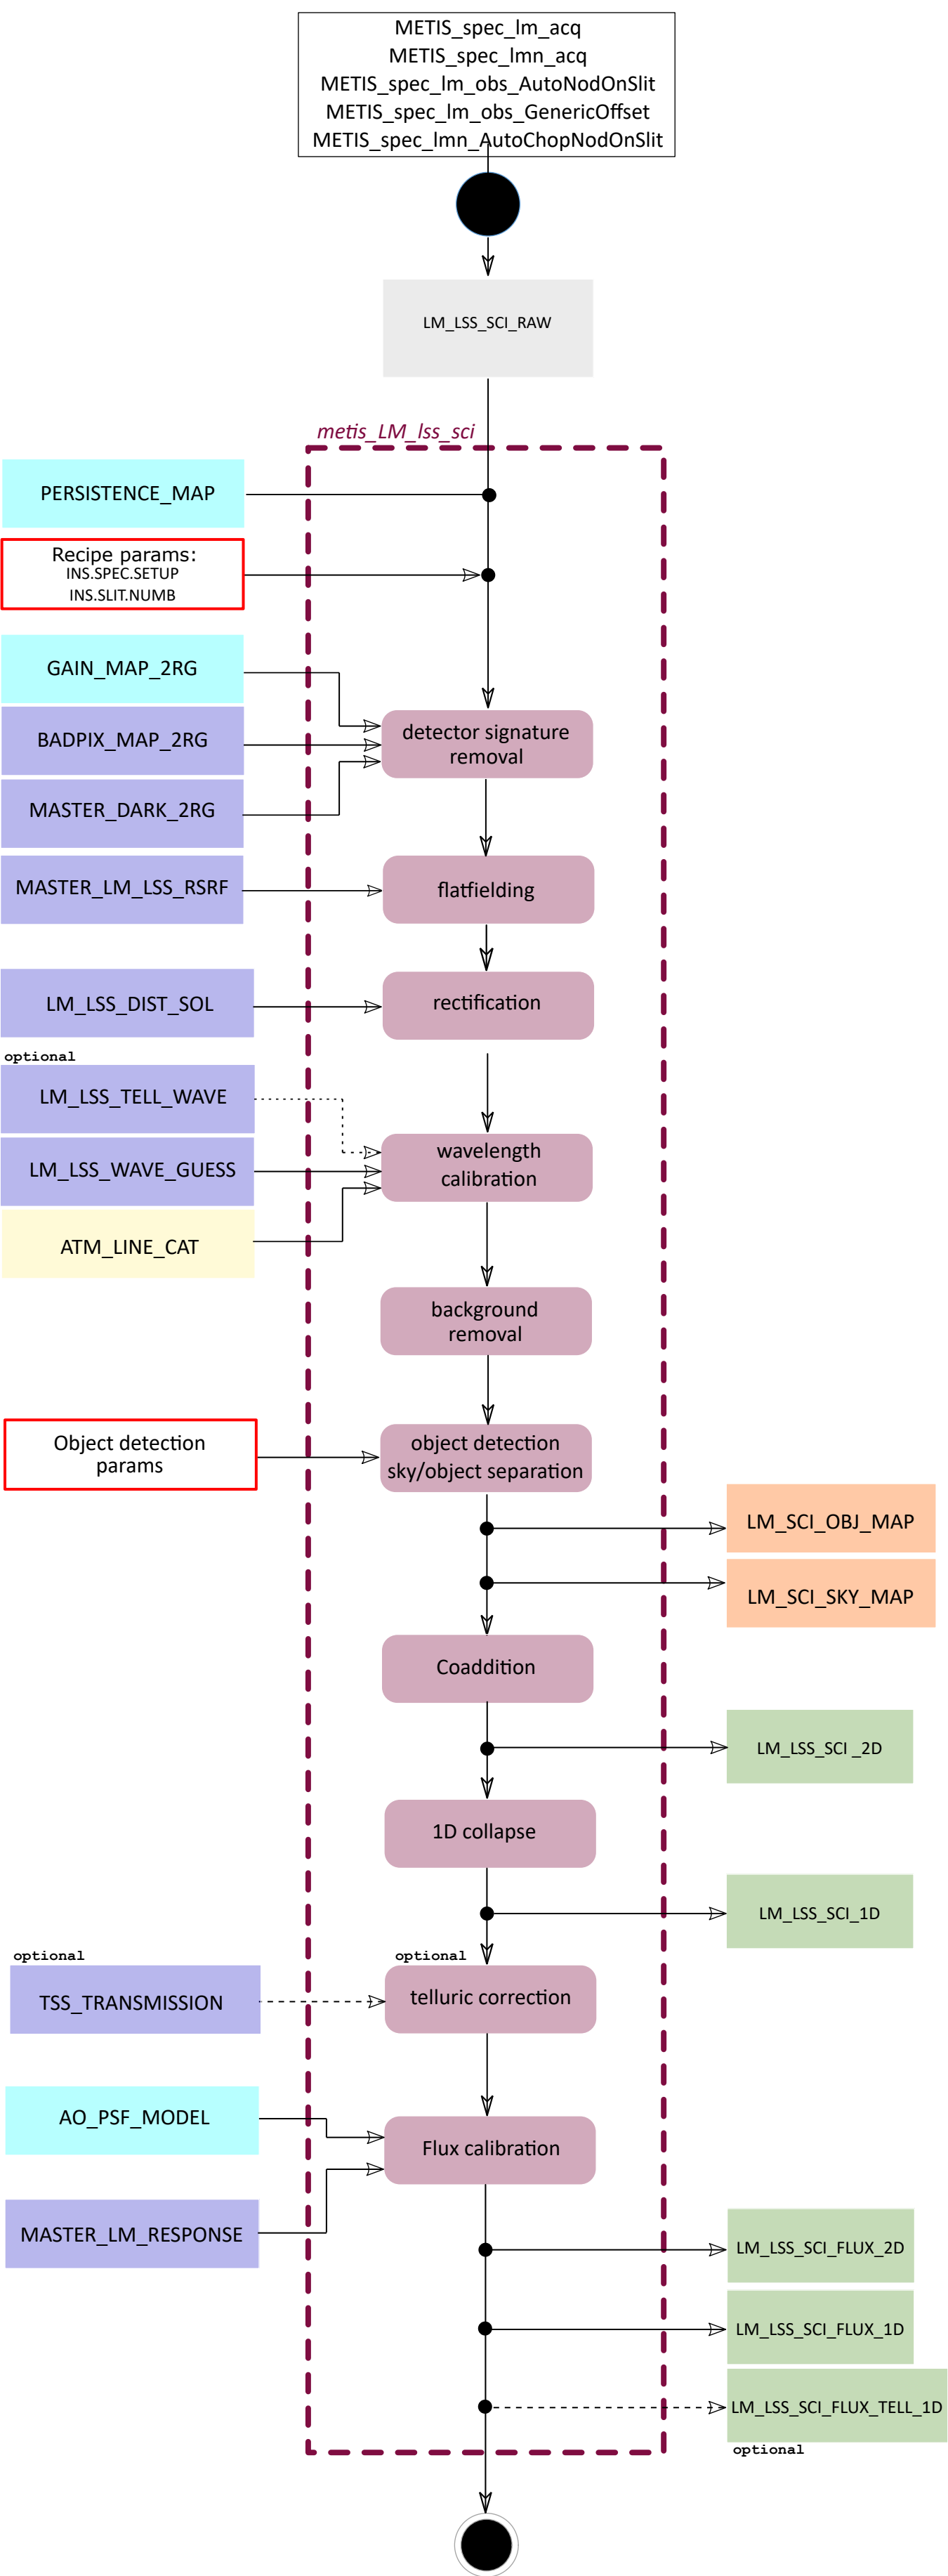 METIS_spec_lm_acq
METIS_spec_lmn_acq
METIS_spec_lm_obs_AutoNodOnSlit
METIS_spec_lm_obs_GenericOffset
METIS_spec_lmn_AutoChopNodOnSlit
LM_LSS_SCI_RAW
metis_LM_lss_sci
PERSISTENCE_MAP
Recipe params:
INS.SPEC.SETUP
INS.SLIT.NUMB
GAIN_MAP_2RG
BADPIX_MAP_2RG
detector signature
removal
MASTER_DARK_2RG
MASTER_LM_LSS_RSRF
flatfielding
LM_LSS_DIST_SOL
rectification
optional
LM_LSS_TELL_WAVE
LM_LSS_WAVE_GUESS
wavelength
calibration
ATM_LINE_CAT
background
removal
Object detection
params
object detection
sky/object separation
LM_SCI_OBJ_MAP
LM_SCI_SKY_MAP
Coaddition
LM_LSS_SCI _2D
1D collapse
LM_LSS_SCI_1D
optional
optional
TSS_TRANSMISSION
telluric correction
AO_PSF_MODEL
Flux calibration
MASTER_LM_RESPONSE
LM_LSS_SCI_FLUX_2D
LM_LSS_SCI_FLUX_1D
LM_LSS_SCI_FLUX_TELL_1D
optional